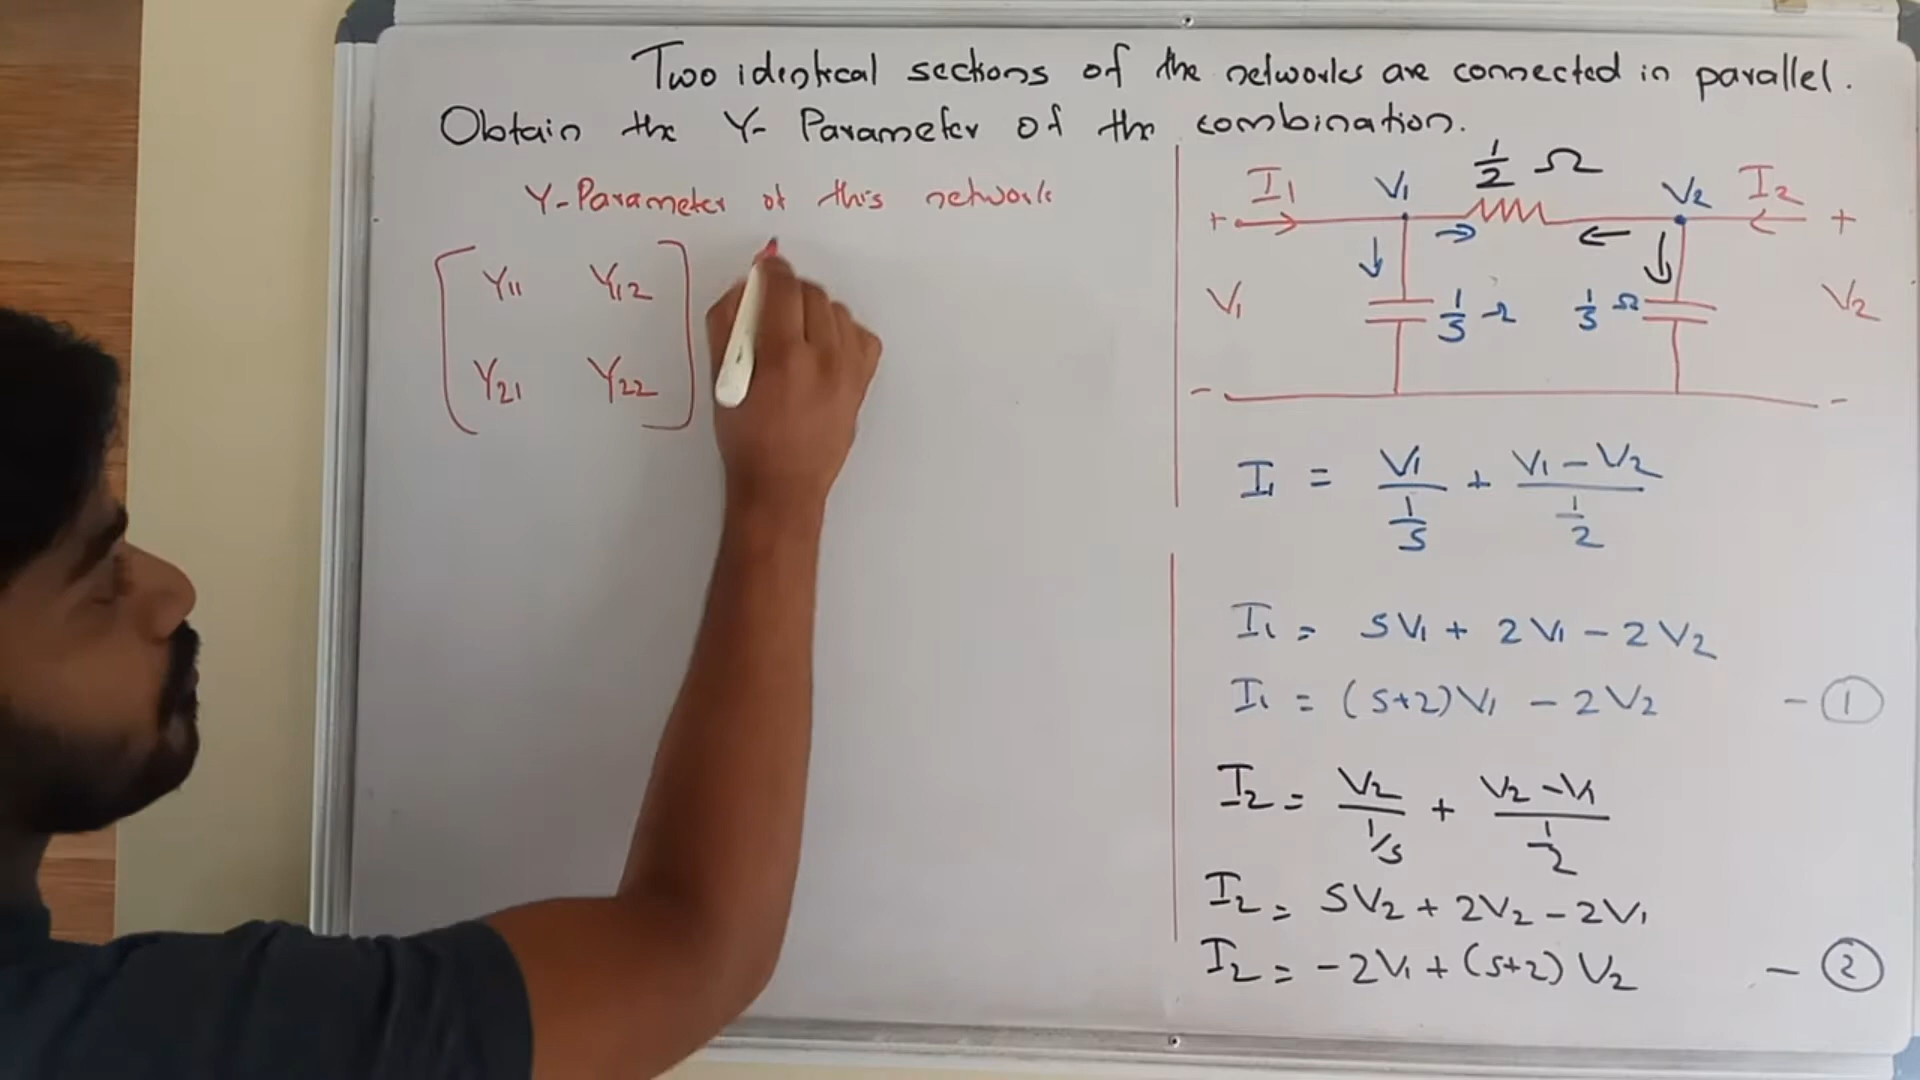 Two identical sections of the networks are connected in parallel.
Obtain the Y- Parameter of the combination.
Y-Parameter of this network
[ Y11 Y12
Y21 Y22 ]
1/2 Ω
I1 V1 V2 I2
+ +
V1 1/s Ω 1/s Ω V2
- -
I1 = V1/(1/s) + (V1 - V2)/(1/2)
I1 = sV1 + 2V1 - 2V2
I1 = (s+2)V1 - 2V2 - 1
I2 = V2/(1/s) + (V2 - V1)/(1/2)
I2 = sV2 + 2V2 - 2V1
I2 = -2V1 + (s+2) V2 - 2